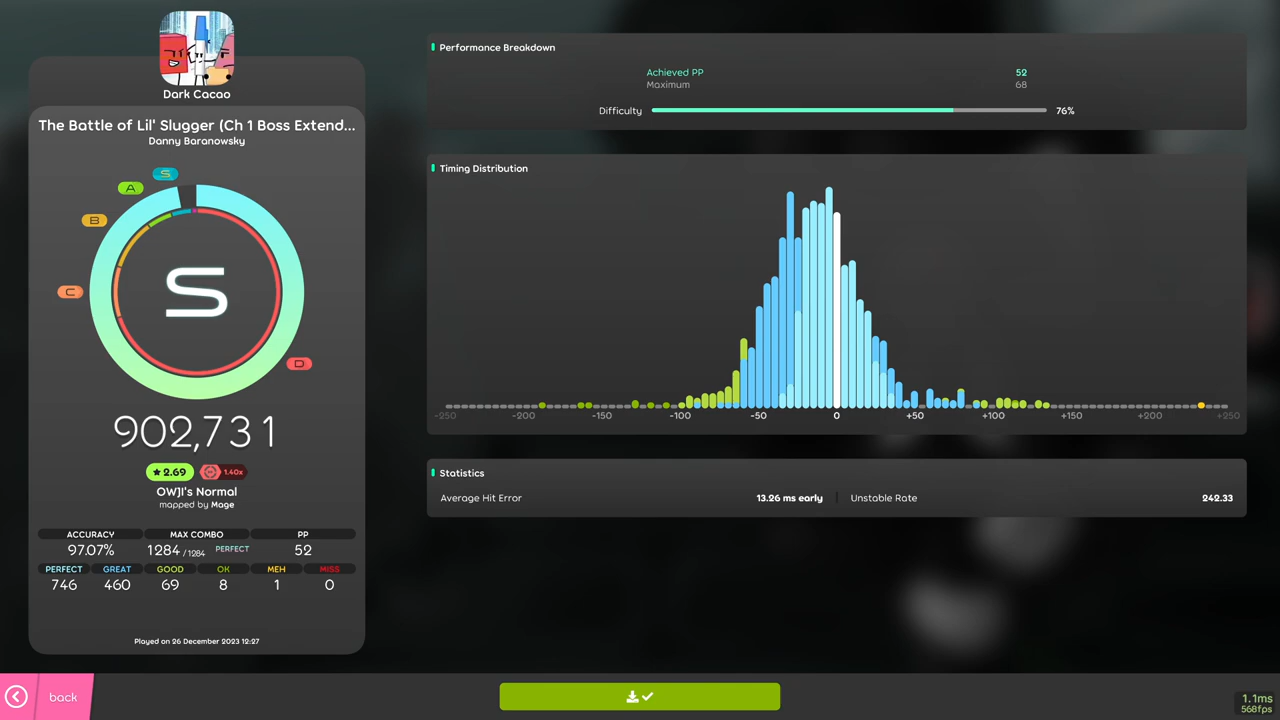 Dark Cacao
The Battle of Lil' Slugger (Ch 1 Boss Extend...
Danny Baranowsky
S
A
B
C
D
S
902,731
2.69
1.40x
OWJI's Normal
mapped by Mage
ACCURACY MAX COMBO PP
97.07% 1284 /1284 PERFECT 52
PERFECT GREAT GOOD OK MEH MISS
746 460 69 8 1 0
Played on 26 December 2023 12:27
Performance Breakdown
Achieved PP 52
Maximum 68
Difficulty 76%
Timing Distribution
-250 -200 -150 -100 -50 0 +50 +100 +150 +200 +250
Statistics
Average Hit Error 13.26 ms early Unstable Rate 242.33
back
1.1ms
568fps